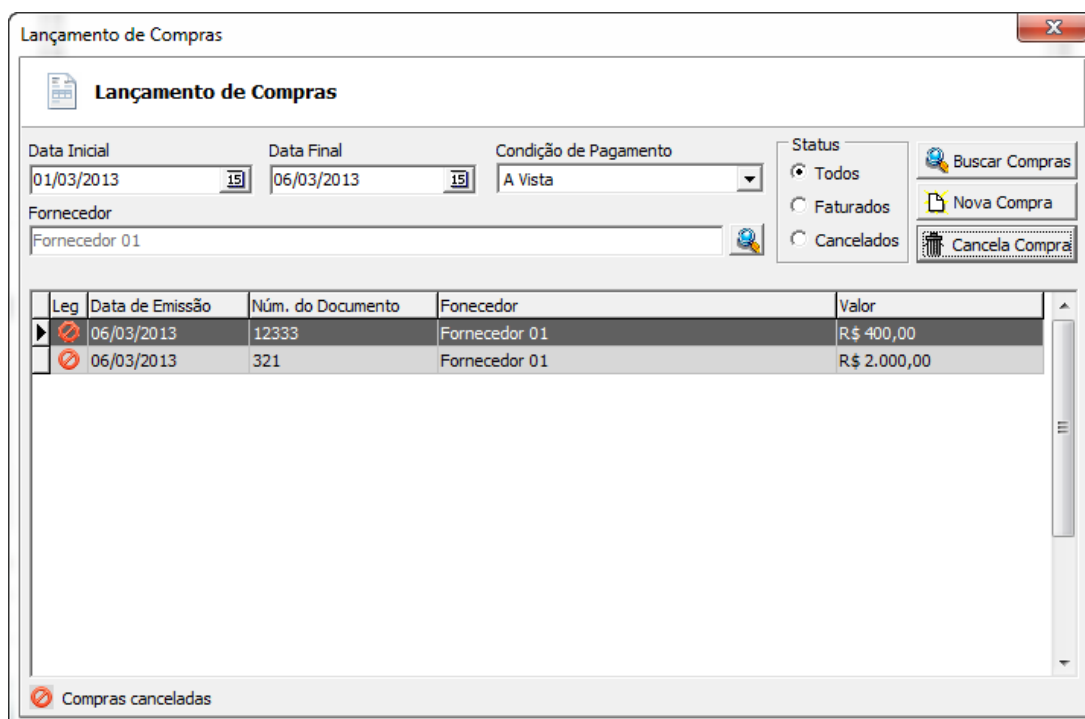 Lançamento de Compras
Lançamento de Compras
Data Inicial Data Final Condição de Pagamento Status
01/03/2013 15 06/03/2013 15 A Vista Todos Buscar Compras
Fornecedor Faturados Nova Compra
Fornecedor 01 Cancelados Cancela Compra
Leg Data de Emissão Núm. do Documento Fonecedor Valor
06/03/2013 12333 Fornecedor 01 R$ 400,00
06/03/2013 321 Fornecedor 01 R$ 2.000,00
Compras canceladas